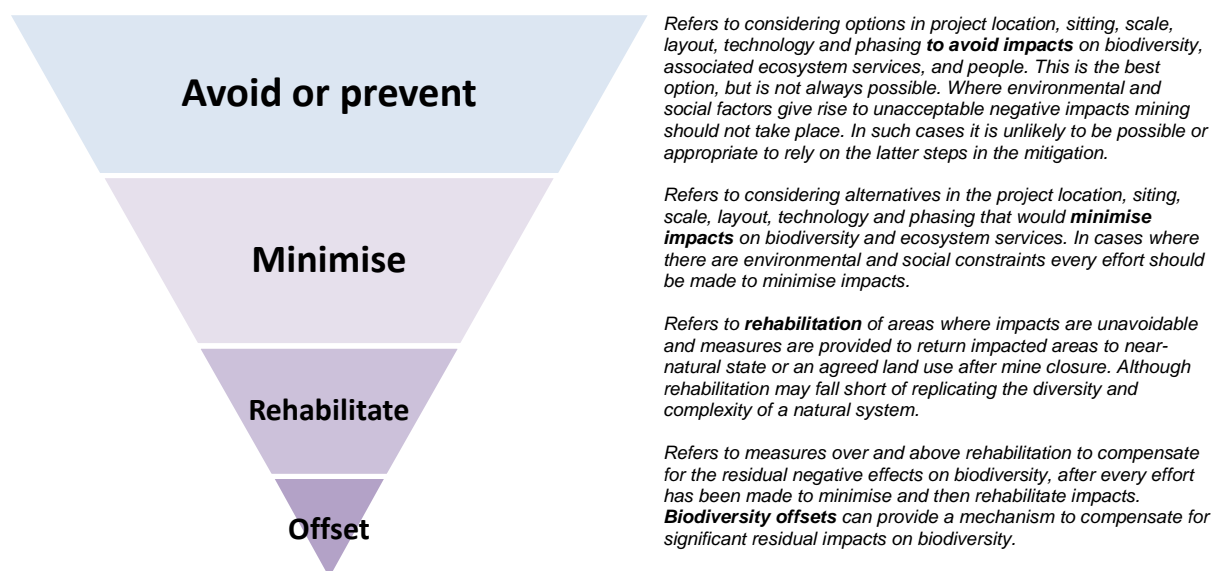 Avoid or prevent
Refers to considering options in project location, sitting, scale,
layout, technology and phasing to avoid impacts on biodiversity,
associated ecosystem services, and people. This is the best
option, but is not always possible. Where environmental and
social factors give rise to unacceptable negative impacts mining
should not take place. In such cases it is unlikely to be possible or
appropriate to rely on the latter steps in the mitigation.
Minimise
Refers to considering alternatives in the project location, siting,
scale, layout, technology and phasing that would minimise
impacts on biodiversity and ecosystem services. In cases where
there are environmental and social constraints every effort should
be made to minimise impacts.
Rehabilitate
Refers to rehabilitation of areas where impacts are unavoidable
and measures are provided to return impacted areas to near-
natural state or an agreed land use after mine closure. Although
rehabilitation may fall short of replicating the diversity and
complexity of a natural system.
Offset
Refers to measures over and above rehabilitation to compensate
for the residual negative effects on biodiversity, after every effort
has been made to minimise and then rehabilitate impacts.
Biodiversity offsets can provide a mechanism to compensate for
significant residual impacts on biodiversity.